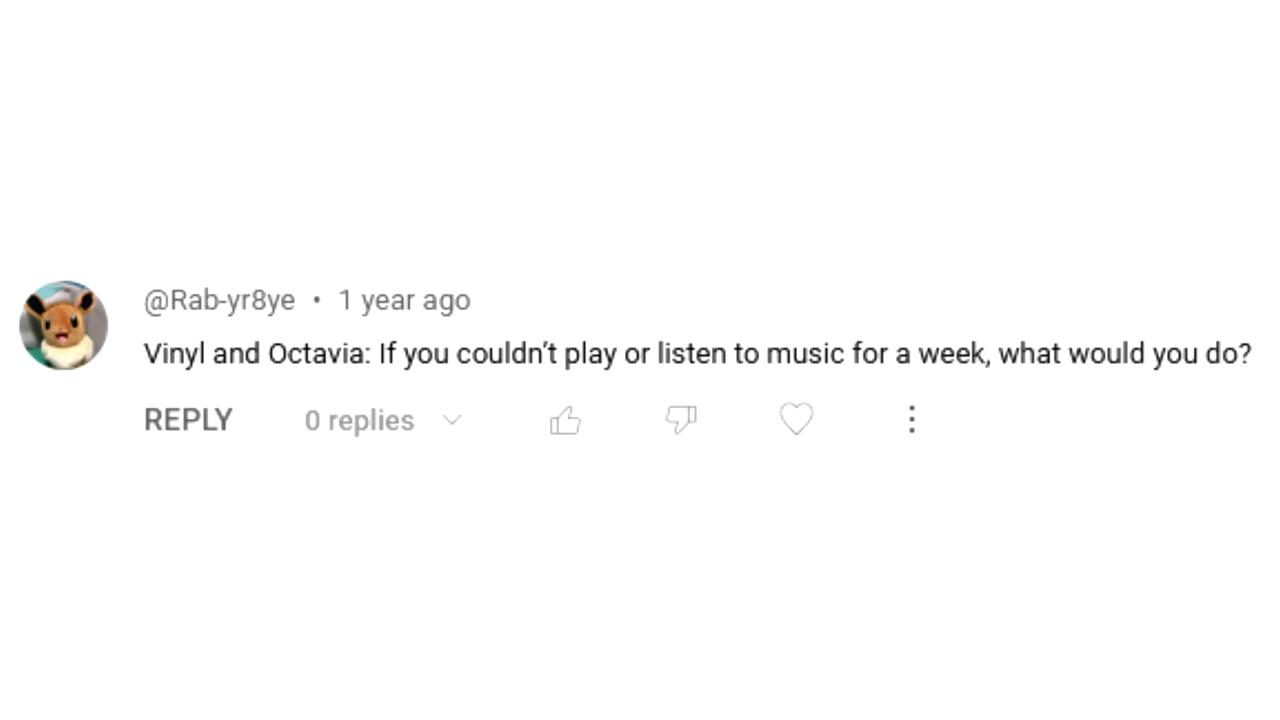 @Rab-yr8ye • 1 year ago
Vinyl and Octavia: If you couldn’t play or listen to music for a week, what would you do?
REPLY 0 replies